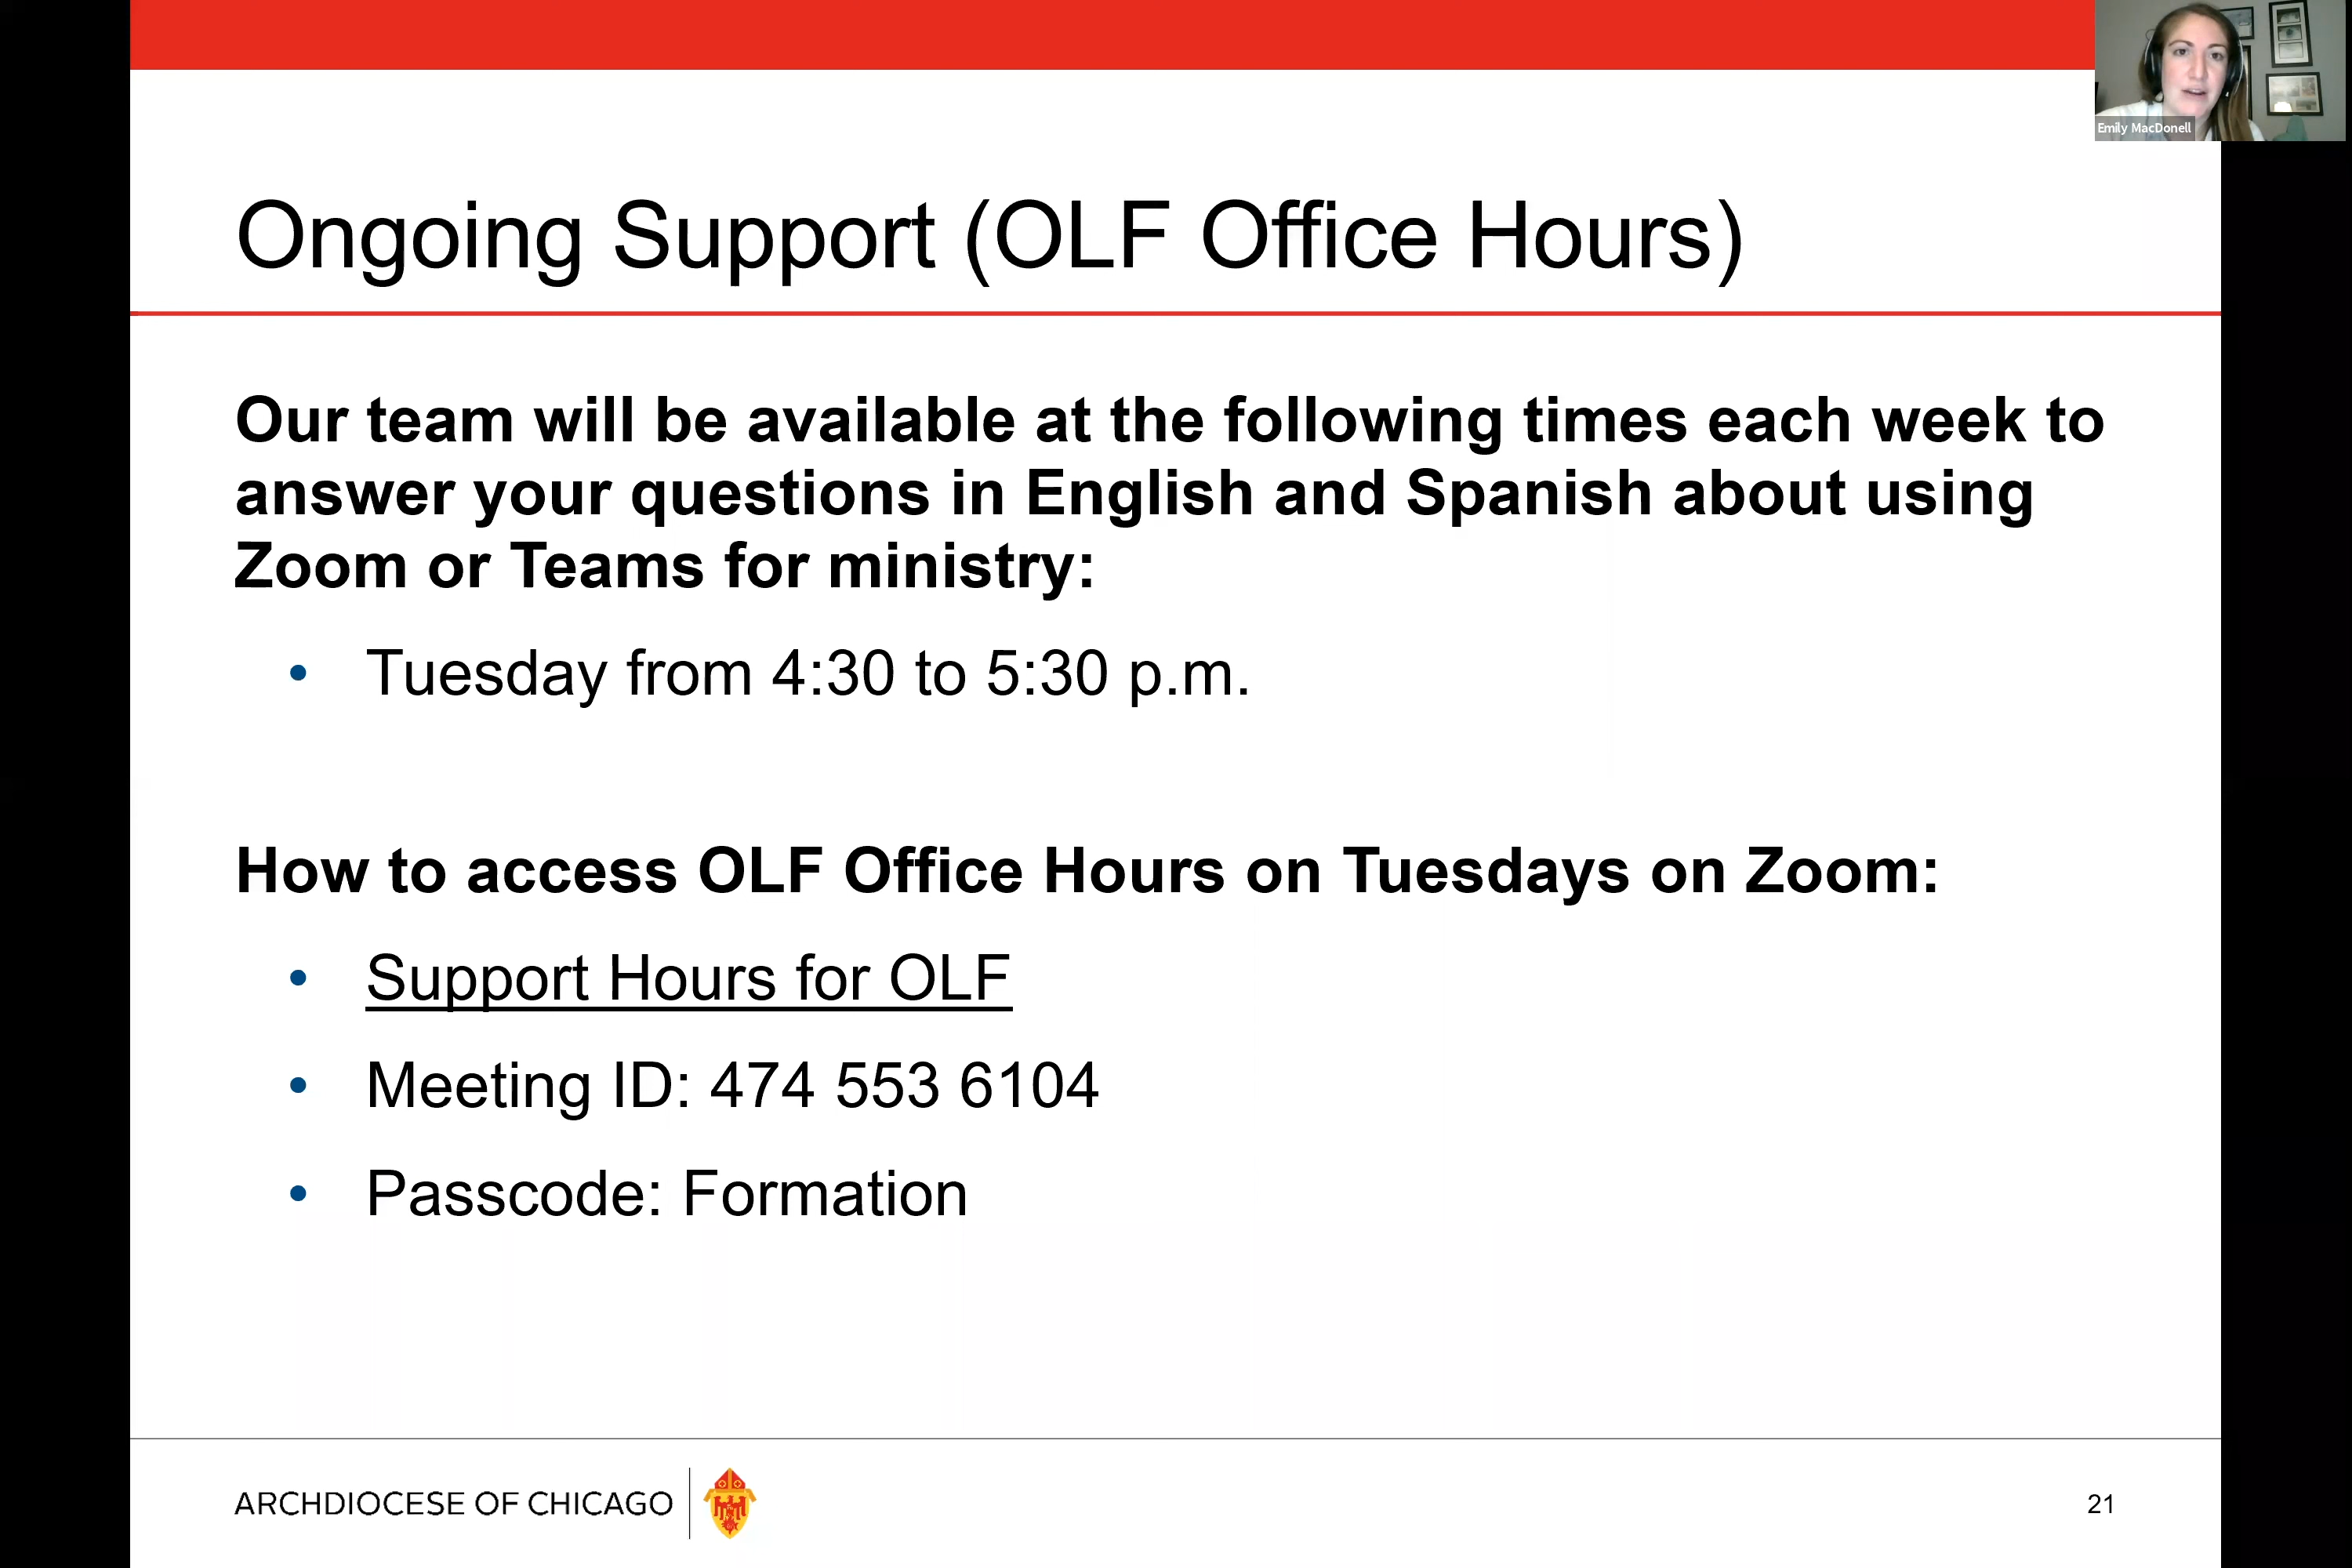 Emily MacDonell
Ongoing Support (OLF Office Hours)
Our team will be available at the following times each week to
answer your questions in English and Spanish about using
Zoom or Teams for ministry:
• Tuesday from 4:30 to 5:30 p.m.
How to access OLF Office Hours on Tuesdays on Zoom:
• Support Hours for OLF
• Meeting ID: 474 553 6104
• Passcode: Formation
ARCHDIOCESE OF CHICAGO
21